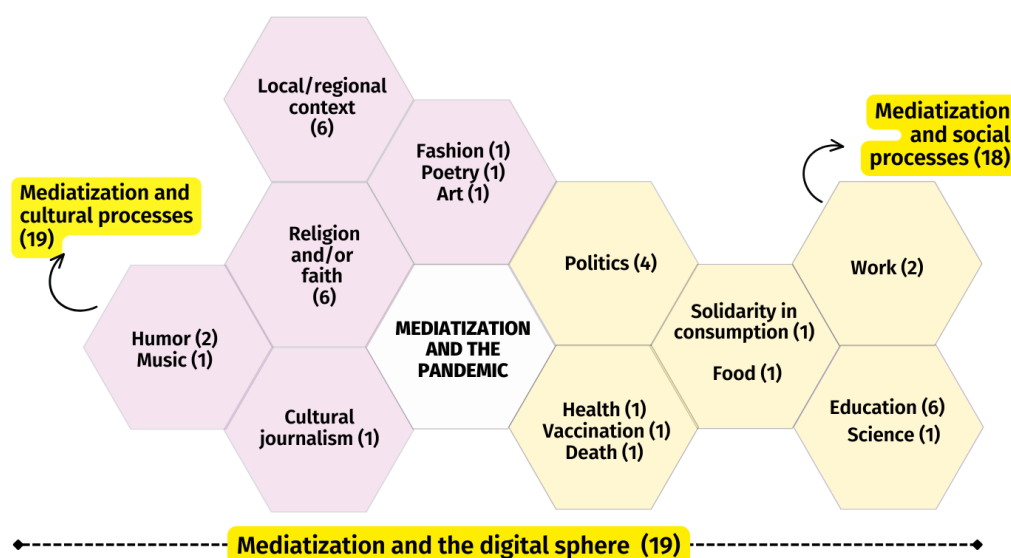 Local/regional
context
(6)
Fashion (1)
Poetry (1)
Art (1)
Mediatization
and social
processes (18)
Mediatization and
cultural processes
(19)
Religion
and/or
faith
(6)
Politics (4)
Work (2)
Solidarity in
consumption (1)
Food (1)
Humor (2)
Music (1)
MEDIATIZATION
AND THE
PANDEMIC
Cultural
journalism (1)
Health (1)
Vaccination (1)
Death (1)
Education (6)
Science (1)
Mediatization and the digital sphere (19)